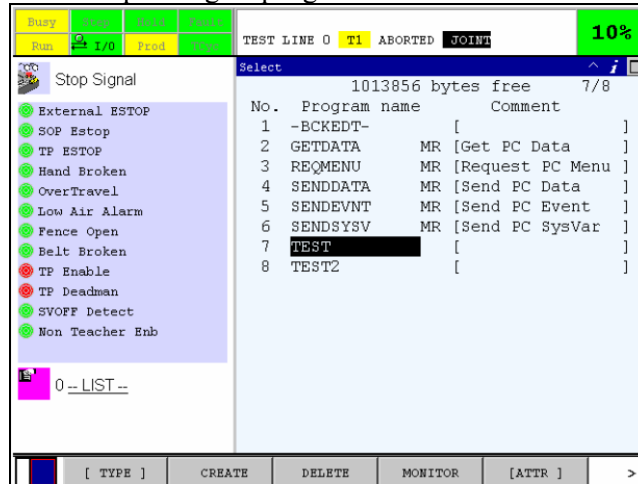 Busy Step Hold Fault
Run I/O Prod TCyc
TEST LINE 0 T1 ABORTED JOINT
10%
Stop Signal
External ESTOP
SOP Estop
TP ESTOP
Hand Broken
OverTravel
Low Air Alarm
Fence Open
Belt Broken
TP Enable
TP Deadman
SVOFF Detect
Non Teacher Enb
0 -- LIST --
Select
1013856 bytes free 7/8
No. Program name Comment
1 -BCKEDT- [ ]
2 GETDATA MR [Get PC Data ]
3 REQMENU MR [Request PC Menu ]
4 SENDDATA MR [Send PC Data ]
5 SENDEVNT MR [Send PC Event ]
6 SENDSYSV MR [Send PC SysVar ]
7 TEST [ ]
8 TEST2 [ ]
[ TYPE ] CREATE DELETE MONITOR [ATTR ] >